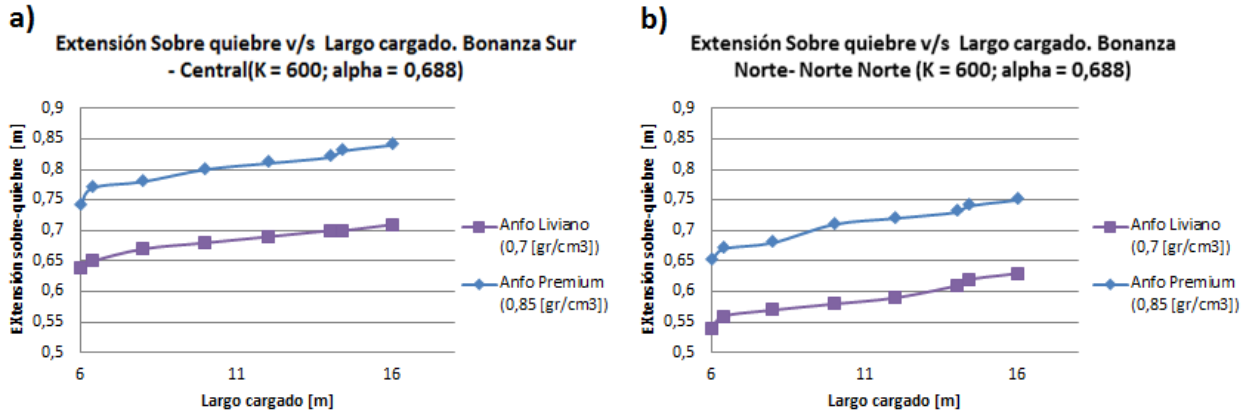 a)
Extensión Sobre quiebre v/s Largo cargado. Bonanza Sur
- Central(K = 600; alpha = 0,688)
EXtensión sobre-quiebre [m]
0,9
0,85
0,8
0,75
0,7
0,65
0,6
0,55
0,5
6
11
16
Largo cargado [m]
Anfo Liviano
(0,7 [gr/cm3])
Anfo Premium
(0,85 [gr/cm3])
b)
Extensión Sobre quiebre v/s Largo cargado. Bonanza
Norte- Norte Norte (K = 600; alpha = 0,688)
EXtensión sobre-quiebre [m]
0,9
0,85
0,8
0,75
0,7
0,65
0,6
0,55
0,5
6
11
16
Largo cargado [m]
Anfo Liviano
(0,7 [gr/cm3])
Anfo Premium
(0,85 [gr/cm3])